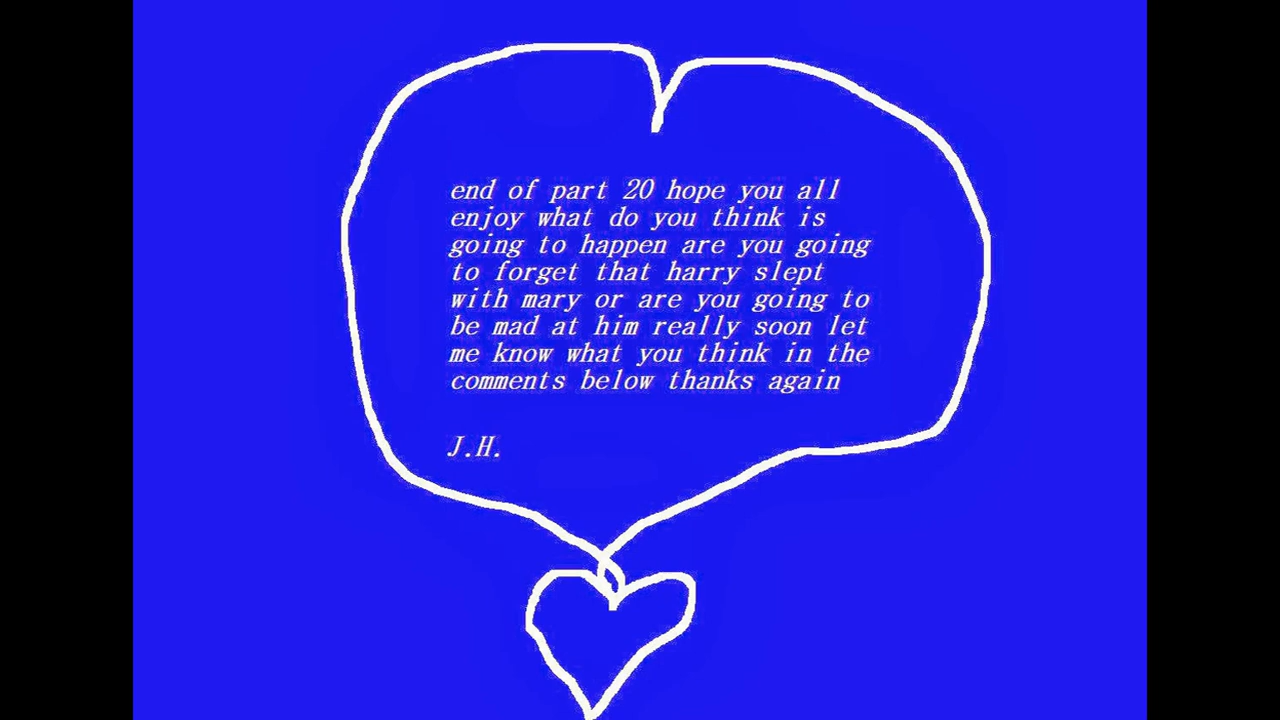 end of part 20 hope you all
enjoy what do you think is
going to happen are you going
to forget that harry slept
with mary or are you going to
be mad at him really soon let
me know what you think in the
comments below thanks again
J.H.